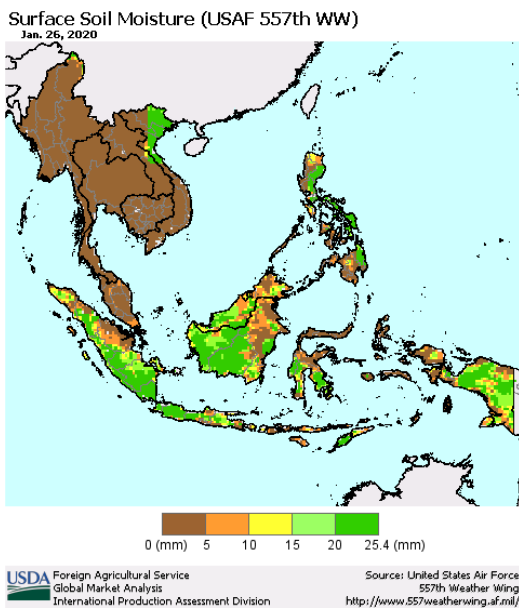 Surface Soil Moisture (USAF 557th WW)
Jan. 26, 2020
0 (mm) 5 10 15 20 25.4 (mm)
USDA Foreign Agricultural Service
Global Market Analysis
International Production Assessment Division
Source: United States Air Force
557th Weather Wing
http://www.557weatherwing.af.mil/